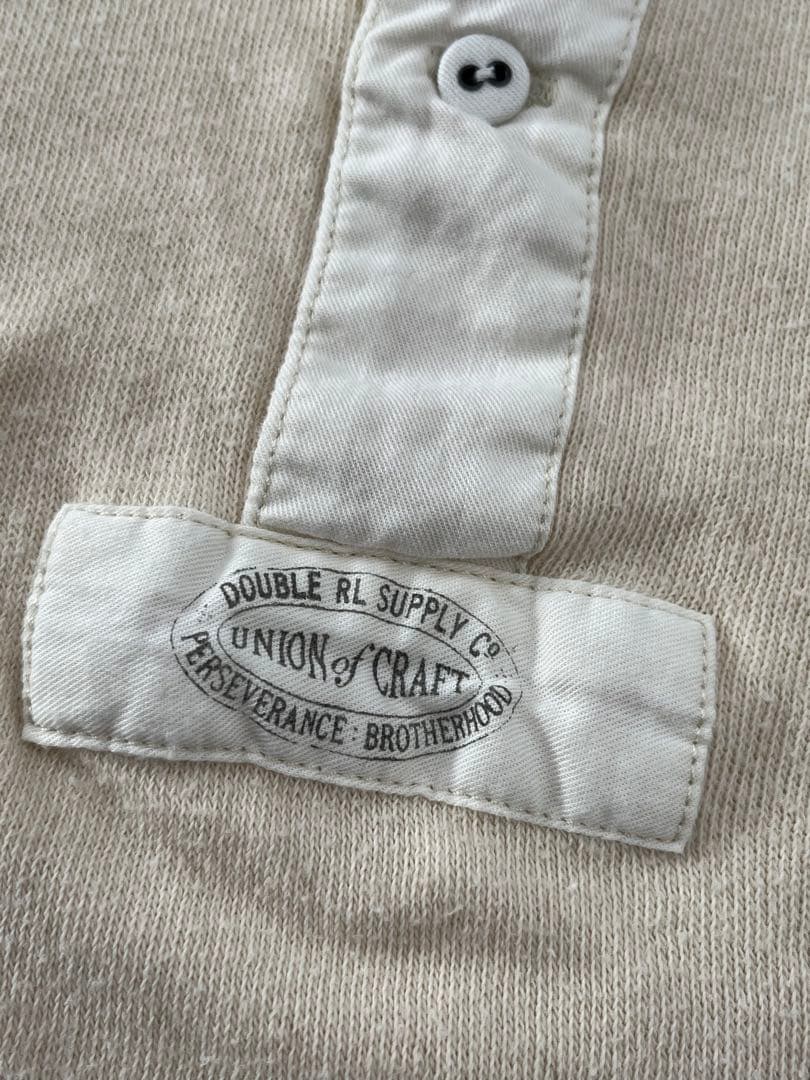 DOUBLE RL SUPPLY Cº
UNION of CRAFT
PERSEVERANCE : BROTHERHOOD